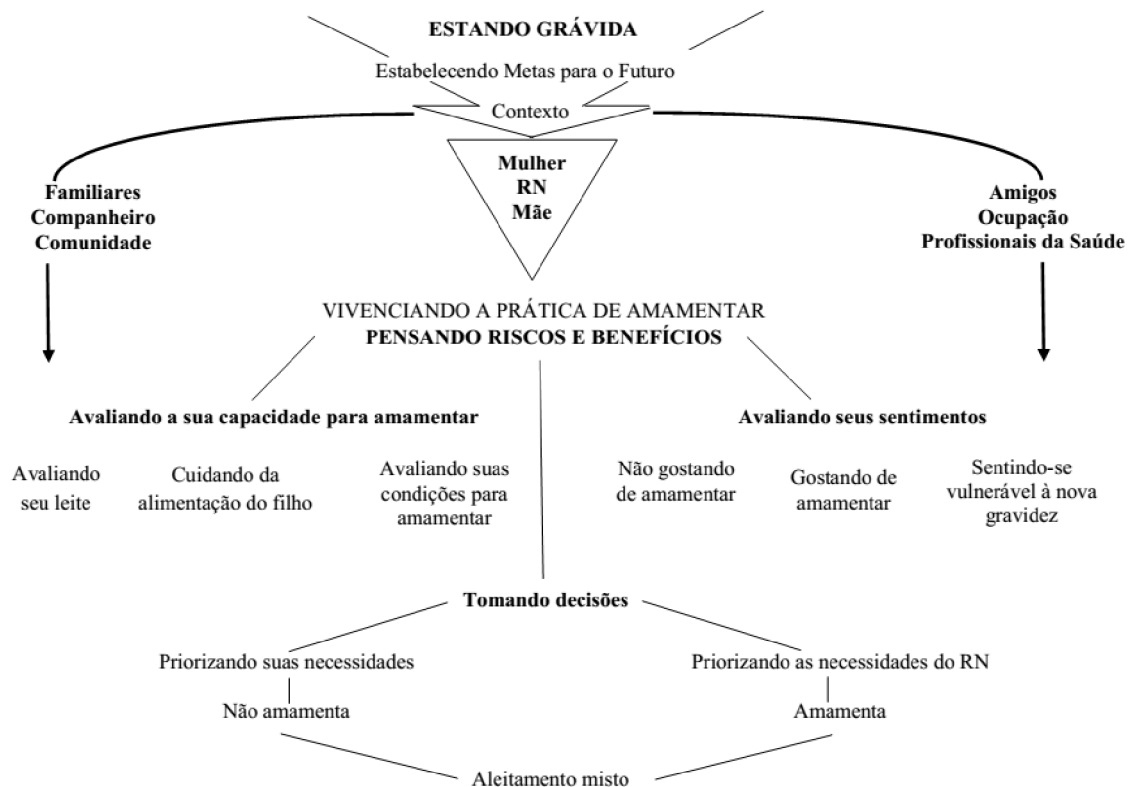 ESTANDO GRÁVIDA
Estabelecendo Metas para o Futuro
Contexto
Mulher
RN
Mãe
Familiares
Companheiro
Comunidade
Amigos
Ocupação
Profissionais da Saúde
VIVENCIANDO A PRÁTICA DE AMAMENTAR
PENSANDO RISCOS E BENEFÍCIOS
Avaliando a sua capacidade para amamentar
Avaliando
seu leite
Cuidando da
alimentação do filho
Avaliando suas
condições para
amamentar
Avaliando seus sentimentos
Não gostando
de amamentar
Gostando de
amamentar
Sentindo-se
vulnerável à nova
gravidez
Tomando decisões
Priorizando suas necessidades
Priorizando as necessidades do RN
Não amamenta
Amamenta
Aleitamento misto